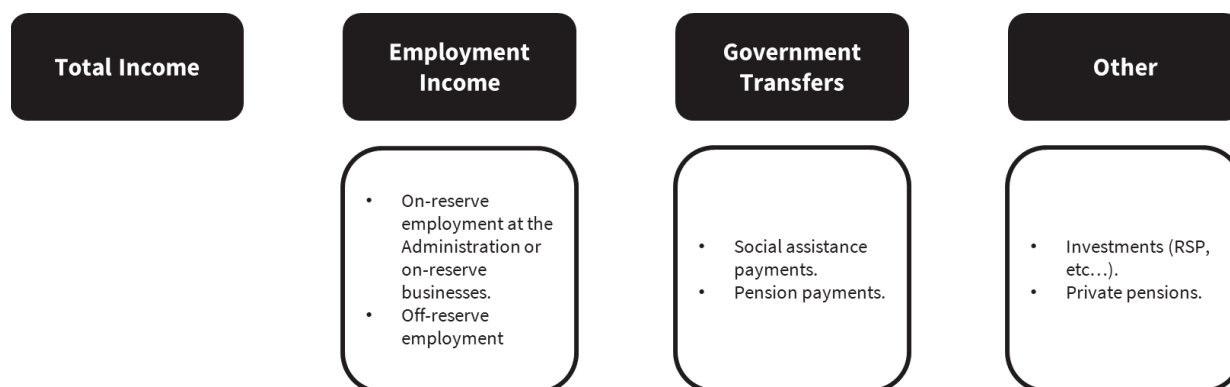 Total Income
Employment
Income
Government
Transfers
Other
• On-reserve
employment at the
Administration or
on-reserve
businesses.
• Off-reserve
employment
• Social assistance
payments.
• Pension payments.
• Investments (RSP,
etc…).
• Private pensions.